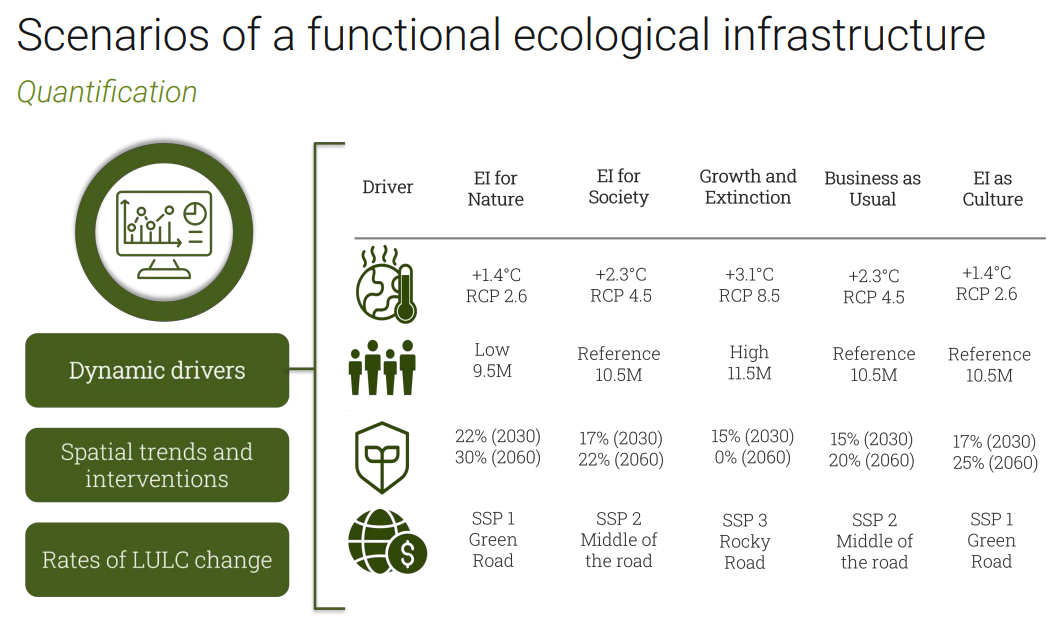 Scenarios of a functional ecological infrastructure
Quantification
Dynamic drivers
Spatial trends and
interventions
Rates of LULC change
Driver
EI for
Nature
EI for
Society
Growth and
Extinction
Business as
Usual
EI as
Culture
+1.4°C
RCP 2.6
+2.3°C
RCP 4.5
+3.1°C
RCP 8.5
+2.3°C
RCP 4.5
+1.4°C
RCP 2.6
Low
9.5M
Reference
10.5M
High
11.5M
Reference
10.5M
Reference
10.5M
22% (2030)
30% (2060)
17% (2030)
22% (2060)
15% (2030)
0% (2060)
15% (2030)
20% (2060)
17% (2030)
25% (2060)
$
SSP 1
Green
Road
SSP 2
Middle of
the road
SSP 3
Rocky
Road
SSP 2
Middle of
the road
SSP 1
Green
Road